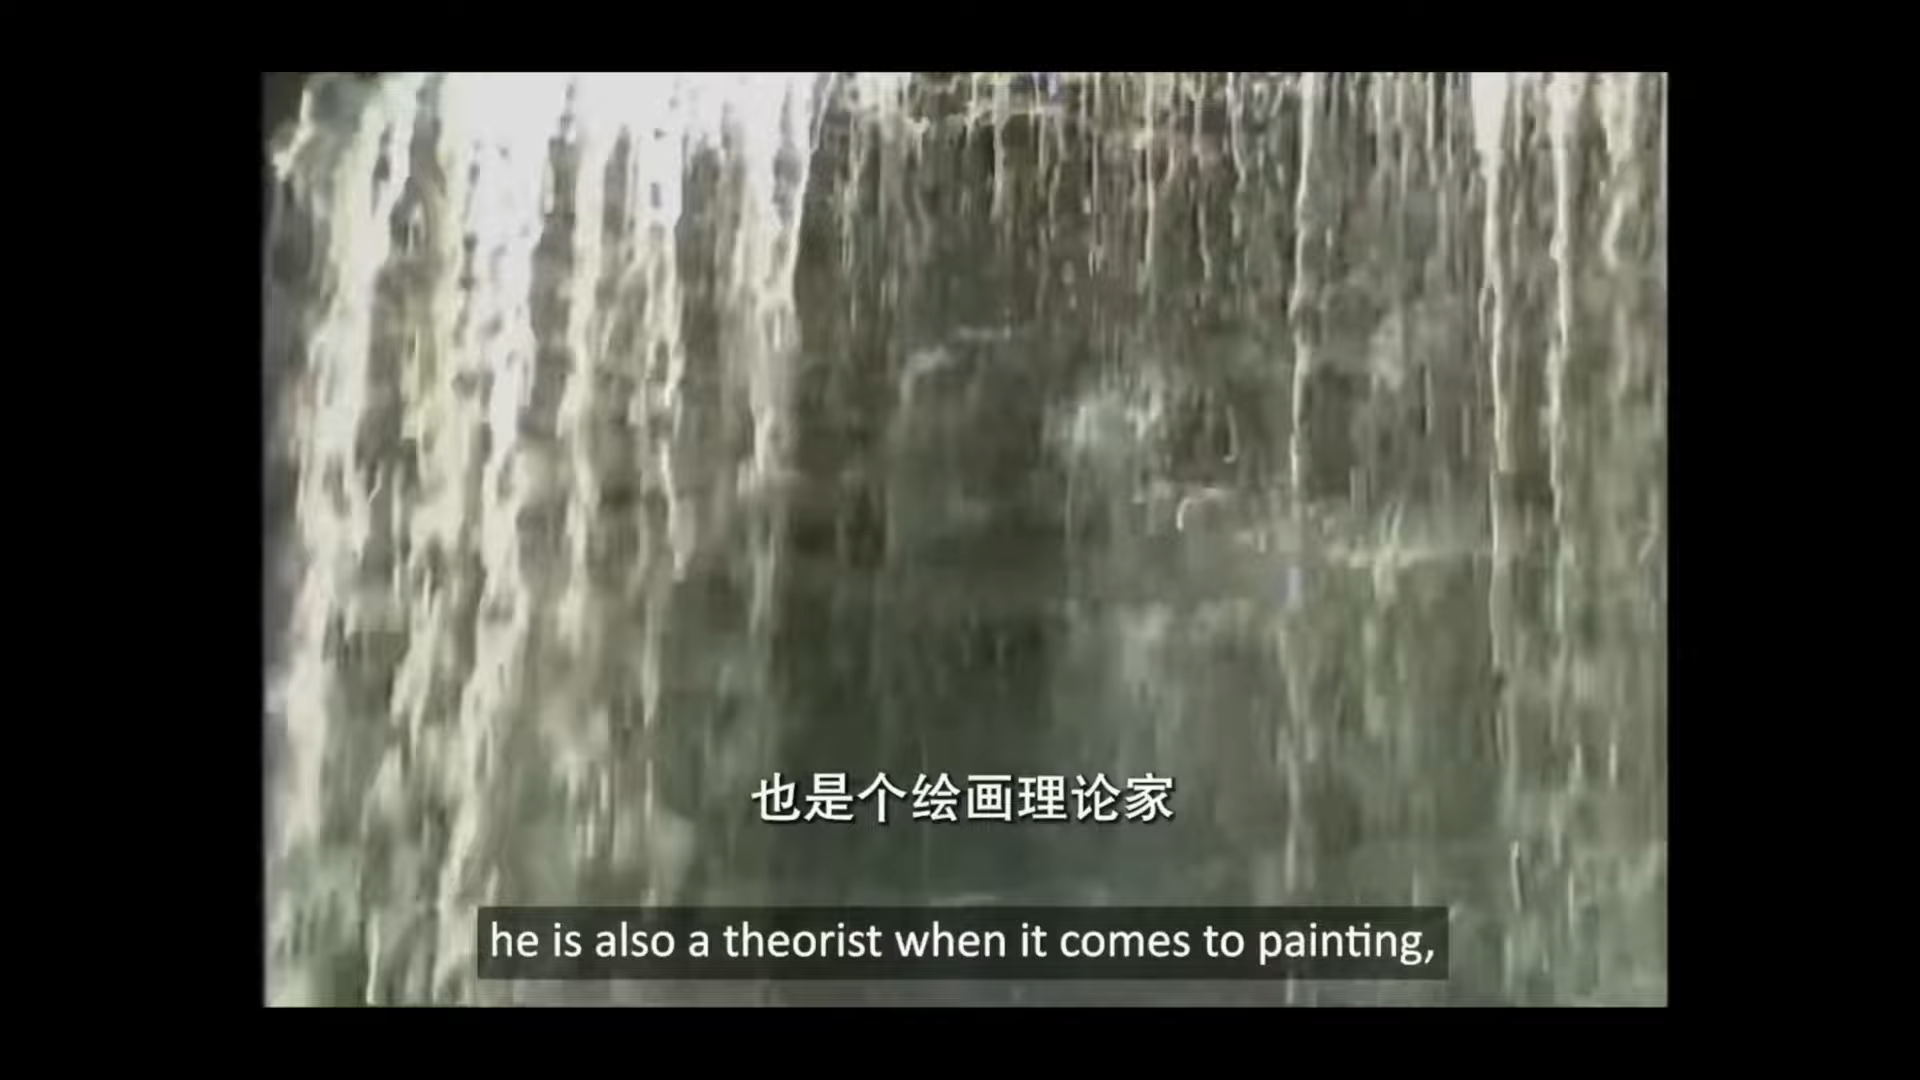 也是个绘画理论家
he is also a theorist when it comes to painting,